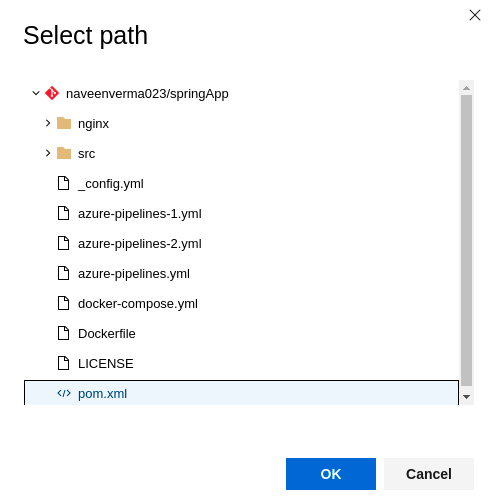 Select path
naveenverma023/springApp
nginx
src
_config.yml
azure-pipelines-1.yml
azure-pipelines-2.yml
azure-pipelines.yml
docker-compose.yml
Dockerfile
LICENSE
pom.xml
OK
Cancel